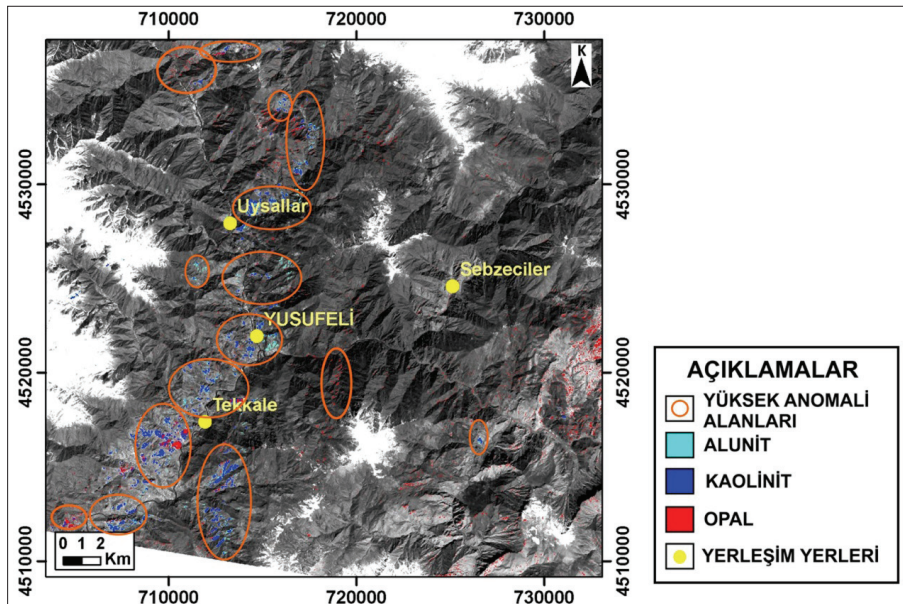 710000 720000 730000
K
4530000 4530000
Uysallar
Sebzeciler
YUSUFELİ
4520000 4520000
Tekkale
4510000 4510000
0 1 2
Km
710000 720000 730000
AÇIKLAMALAR
YÜKSEK ANOMALİ
ALANLARI
ALUNİT
KAOLİNİT
OPAL
YERLEŞİM YERLERİ